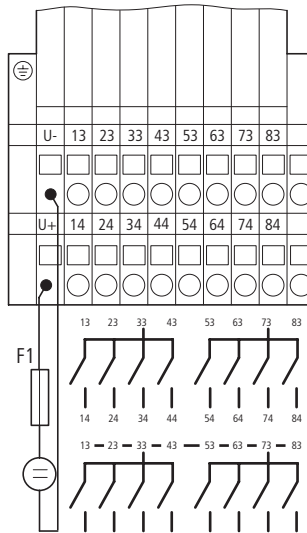 U- 13 23 33 43 53 63 73 83
U+ 14 24 34 44 54 64 74 84
13 23 33 43 53 63 73 83
F1
14 24 34 44 54 64 74 84
13 23 33 43 53 63 73 83